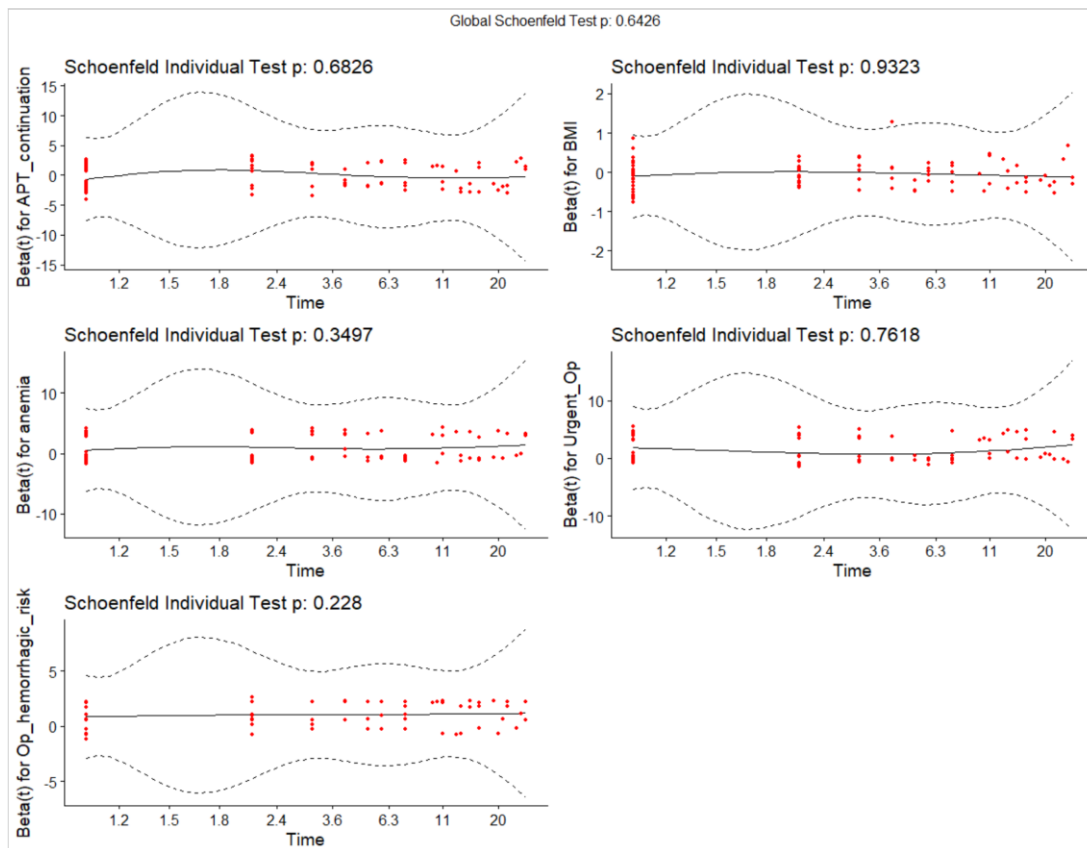 Global Schoenfeld Test p: 0.6426
Schoenfeld Individual Test p: 0.6826
Beta(t) for APT_continuation
15
10
5
0
-5
-10
-15
1.2 1.5 1.8 2.4 3.6 6.3 11 20
Time
Schoenfeld Individual Test p: 0.9323
Beta(t) for BMI
2
1
0
-1
-2
1.2 1.5 1.8 2.4 3.6 6.3 11 20
Time
Schoenfeld Individual Test p: 0.3497
Beta(t) for anemia
10
0
-10
1.2 1.5 1.8 2.4 3.6 6.3 11 20
Time
Schoenfeld Individual Test p: 0.7618
Beta(t) for Urgent_Op
10
0
-10
1.2 1.5 1.8 2.4 3.6 6.3 11 20
Time
Schoenfeld Individual Test p: 0.228
Beta(t) for Op_hemorrhagic_risk
5
0
-5
1.2 1.5 1.8 2.4 3.6 6.3 11 20
Time